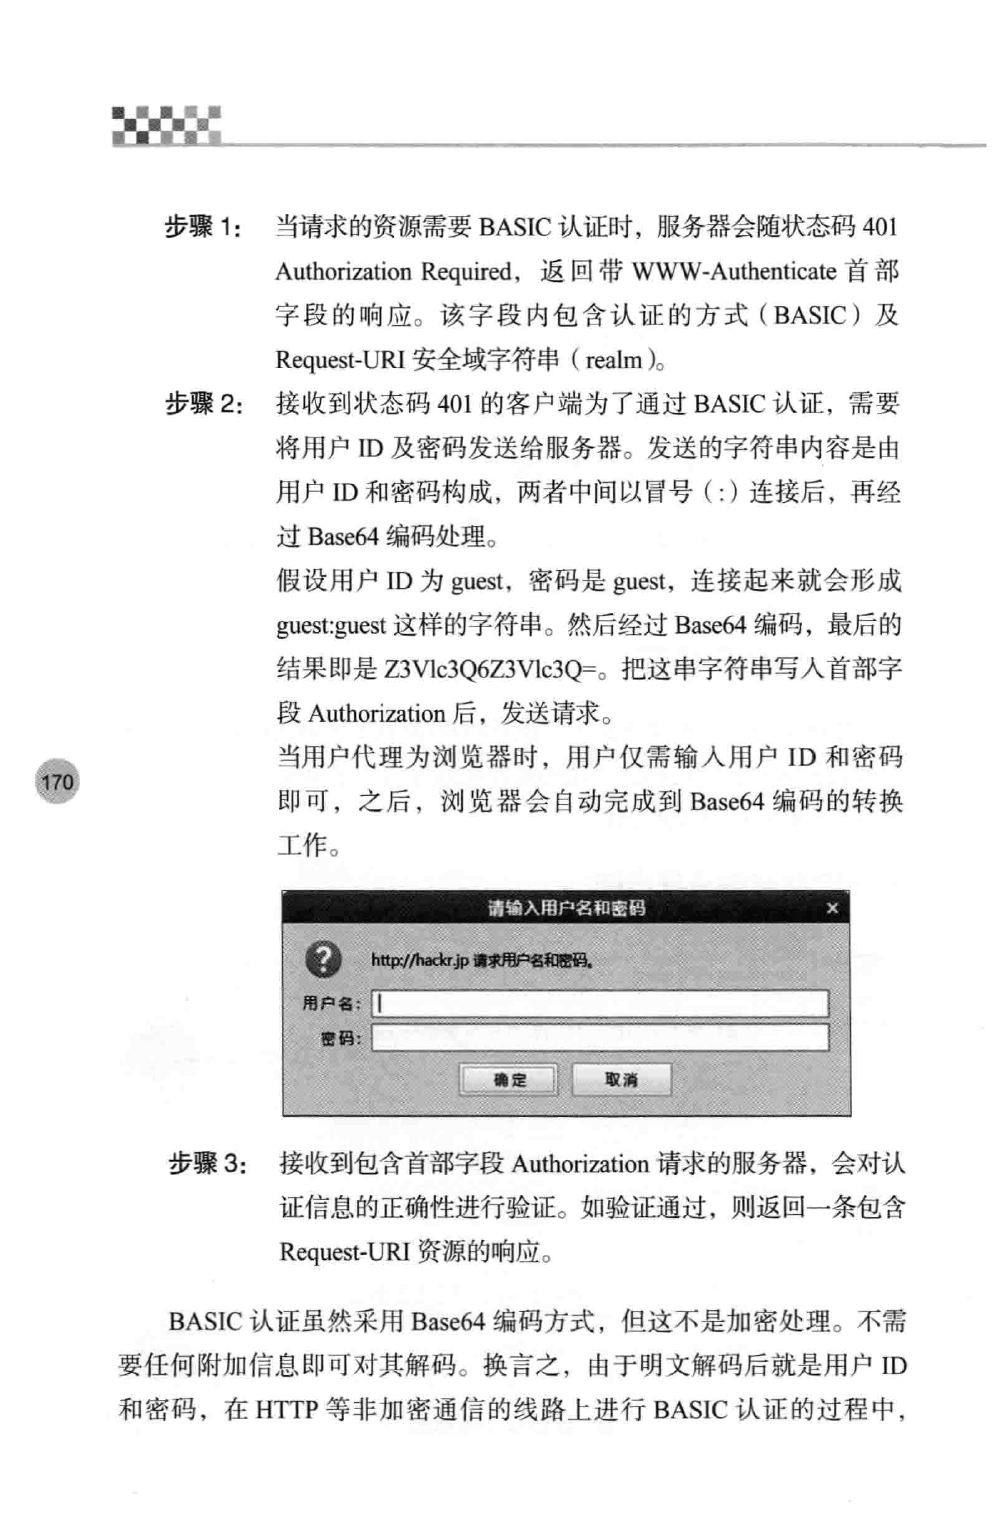 步骤 1： 当请求的资源需要 BASIC 认证时，服务器会随状态码 401
Authorization Required，返回带 WWW-Authenticate 首部
字段的响应。该字段内包含认证的方式（BASIC）及
Request-URI 安全域字符串（realm）。
步骤 2： 接收到状态码 401 的客户端为了通过 BASIC 认证，需要
将用户 ID 及密码发送给服务器。发送的字符串内容是由
用户 ID 和密码构成，两者中间以冒号（:）连接后，再经
过 Base64 编码处理。
假设用户 ID 为 guest，密码是 guest，连接起来就会形成
guest:guest 这样的字符串。然后经过 Base64 编码，最后的
结果即是 Z3Vlc3Q6Z3Vlc3Q=。把这串字符串写入首部字
段 Authorization 后，发送请求。
当用户代理为浏览器时，用户仅需输入用户 ID 和密码
170
即可，之后，浏览器会自动完成到 Base64 编码的转换
工作。
请输入用户名和密码 ×
? http://hackr.jp 请求用户名和密码。
用户名:
密码:
确定 取消
步骤 3： 接收到包含首部字段 Authorization 请求的服务器，会对认
证信息的正确性进行验证。如验证通过，则返回一条包含
Request-URI 资源的响应。
BASIC 认证虽然采用 Base64 编码方式，但这不是加密处理。不需
要任何附加信息即可对其解码。换言之，由于明文解码后就是用户 ID
和密码，在 HTTP 等非加密通信的线路上进行 BASIC 认证的过程中，